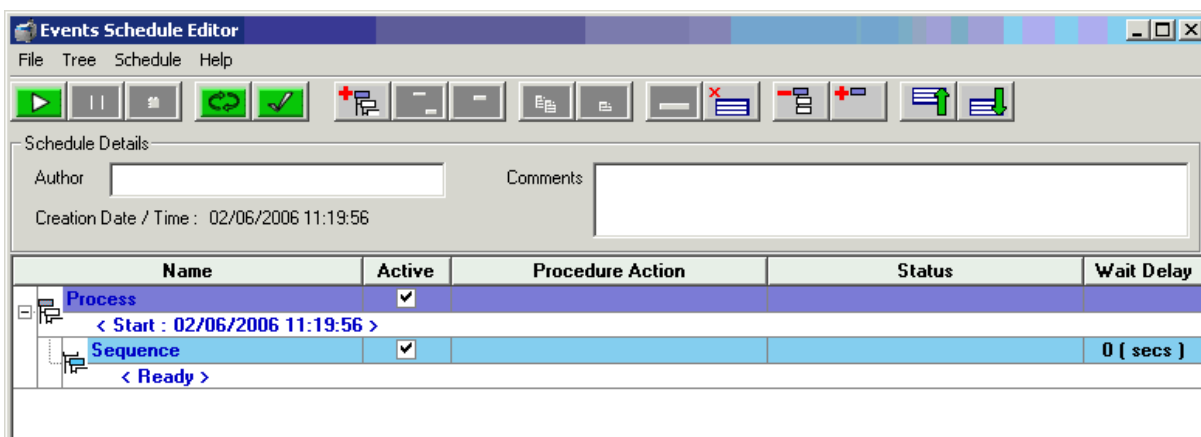 Events Schedule Editor
File Tree Schedule Help
Schedule Details
Author Comments
Creation Date / Time : 02/06/2006 11:19:56
Name Active Procedure Action Status Wait Delay
Process
< Start : 02/06/2006 11:19:56 >
Sequence 0 ( secs )
< Ready >